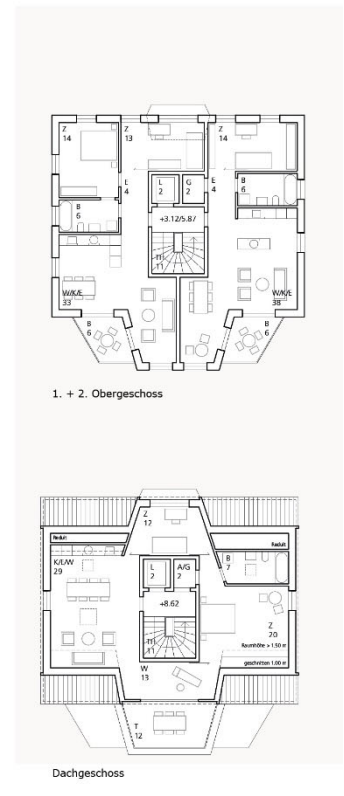 Z
14
Z
13
Z
14
E
4
L
2
G
2
E
4
B
6
B
6
+3.12/5.87
TH
11
W/K/E
33
W/K/E
38
B
6
B
6
1. + 2. Obergeschoss
Z
12
Reduit
Reduit
K/E/W
29
L
2
A/G
2
B
7
+8.62
Z
20
TH
11
Raumhöhe > 1.50 m
W
13
geschnitten 1.00 m
T
12
Dachgeschoss